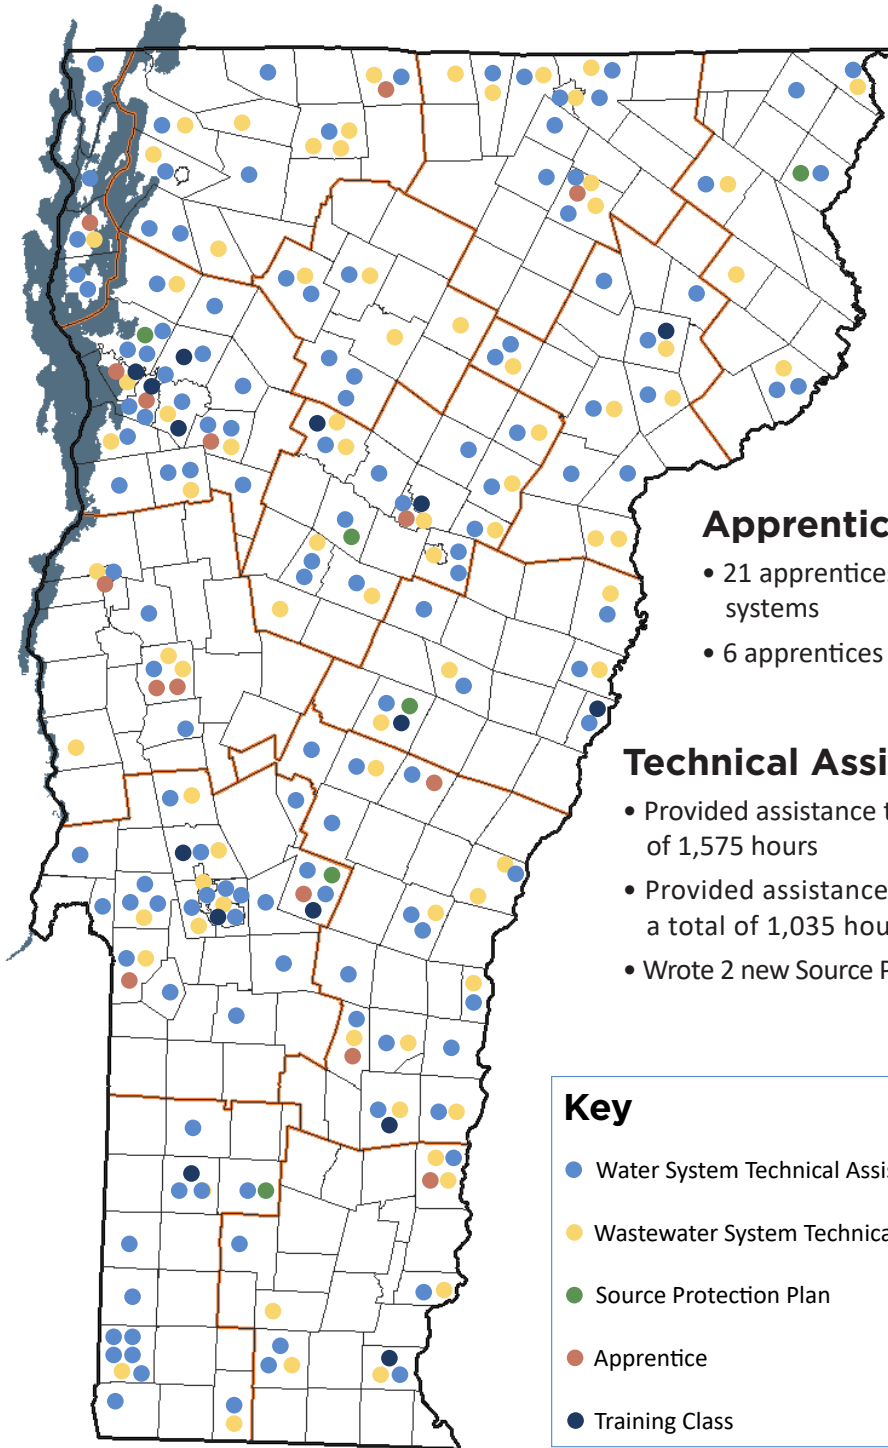 Apprentic
• 21 apprentices
systems
• 6 apprentices
Technical Assi
• Provided assistance t
of 1,575 hours
• Provided assistance
a total of 1,035 hou
• Wrote 2 new Source P
Key
Water System Technical Assis
Wastewater System Technica
Source Protection Plan
Apprentice
Training Class